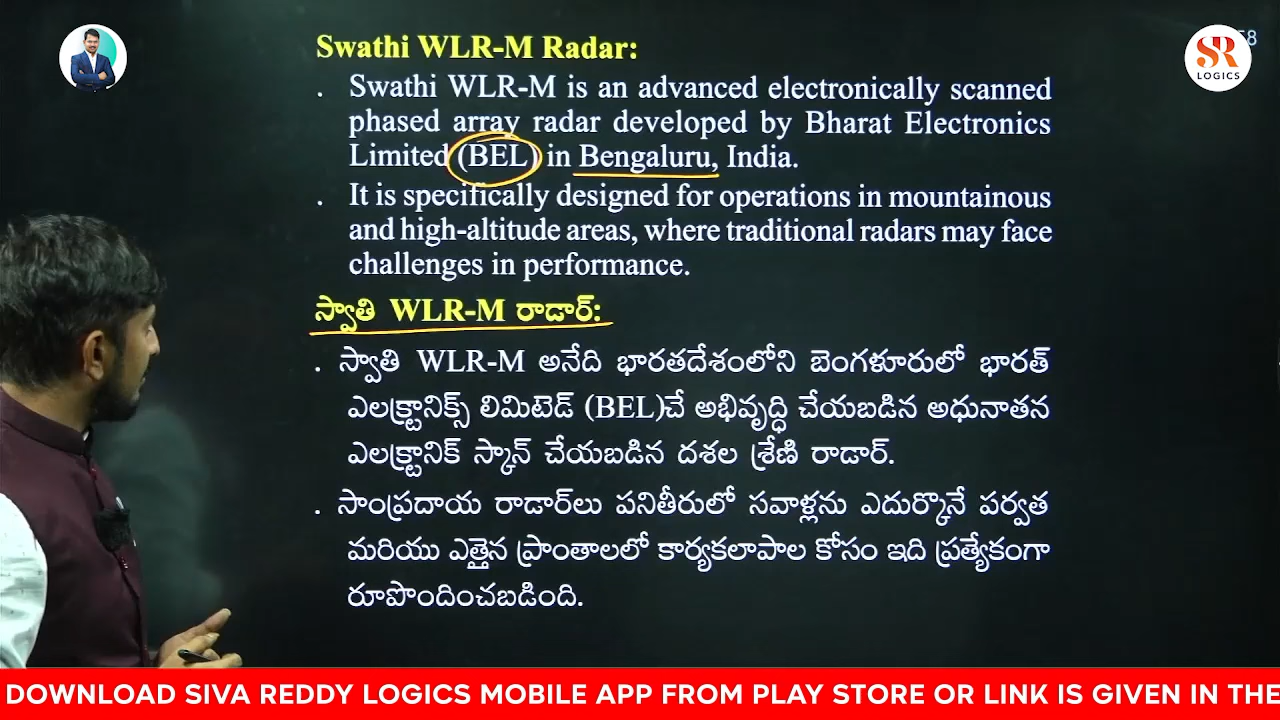 Swathi WLR-M Radar:
. Swathi WLR-M is an advanced electronically scanned
phased array radar developed by Bharat Electronics
Limited (BEL) in Bengaluru, India.
. It is specifically designed for operations in mountainous
and high-altitude areas, where traditional radars may face
challenges in performance.
స్వాతి WLR-M రాడార్:
. స్వాతి WLR-M అనేది భారతదేశంలోని బెంగళూరులో భారత్
ఎలక్ట్రానిక్స్ లిమిటెడ్ (BEL)చే అభివృద్ధి చేయబడిన అధునాతన
ఎలక్ట్రానిక్ స్కాన్ చేయబడిన దశల శ్రేణి రాడార్.
. సాంప్రదాయ రాడార్‌లు పనితీరులో సవాళ్లను ఎదుర్కొనే పర్వత
మరియు ఎత్తైన ప్రాంతాలలో కార్యకలాపాల కోసం ఇది ప్రత్యేకంగా
రూపొందించబడింది.
SR
LOGICS
DOWNLOAD SIVA REDDY LOGICS MOBILE APP FROM PLAY STORE OR LINK IS GIVEN IN THE